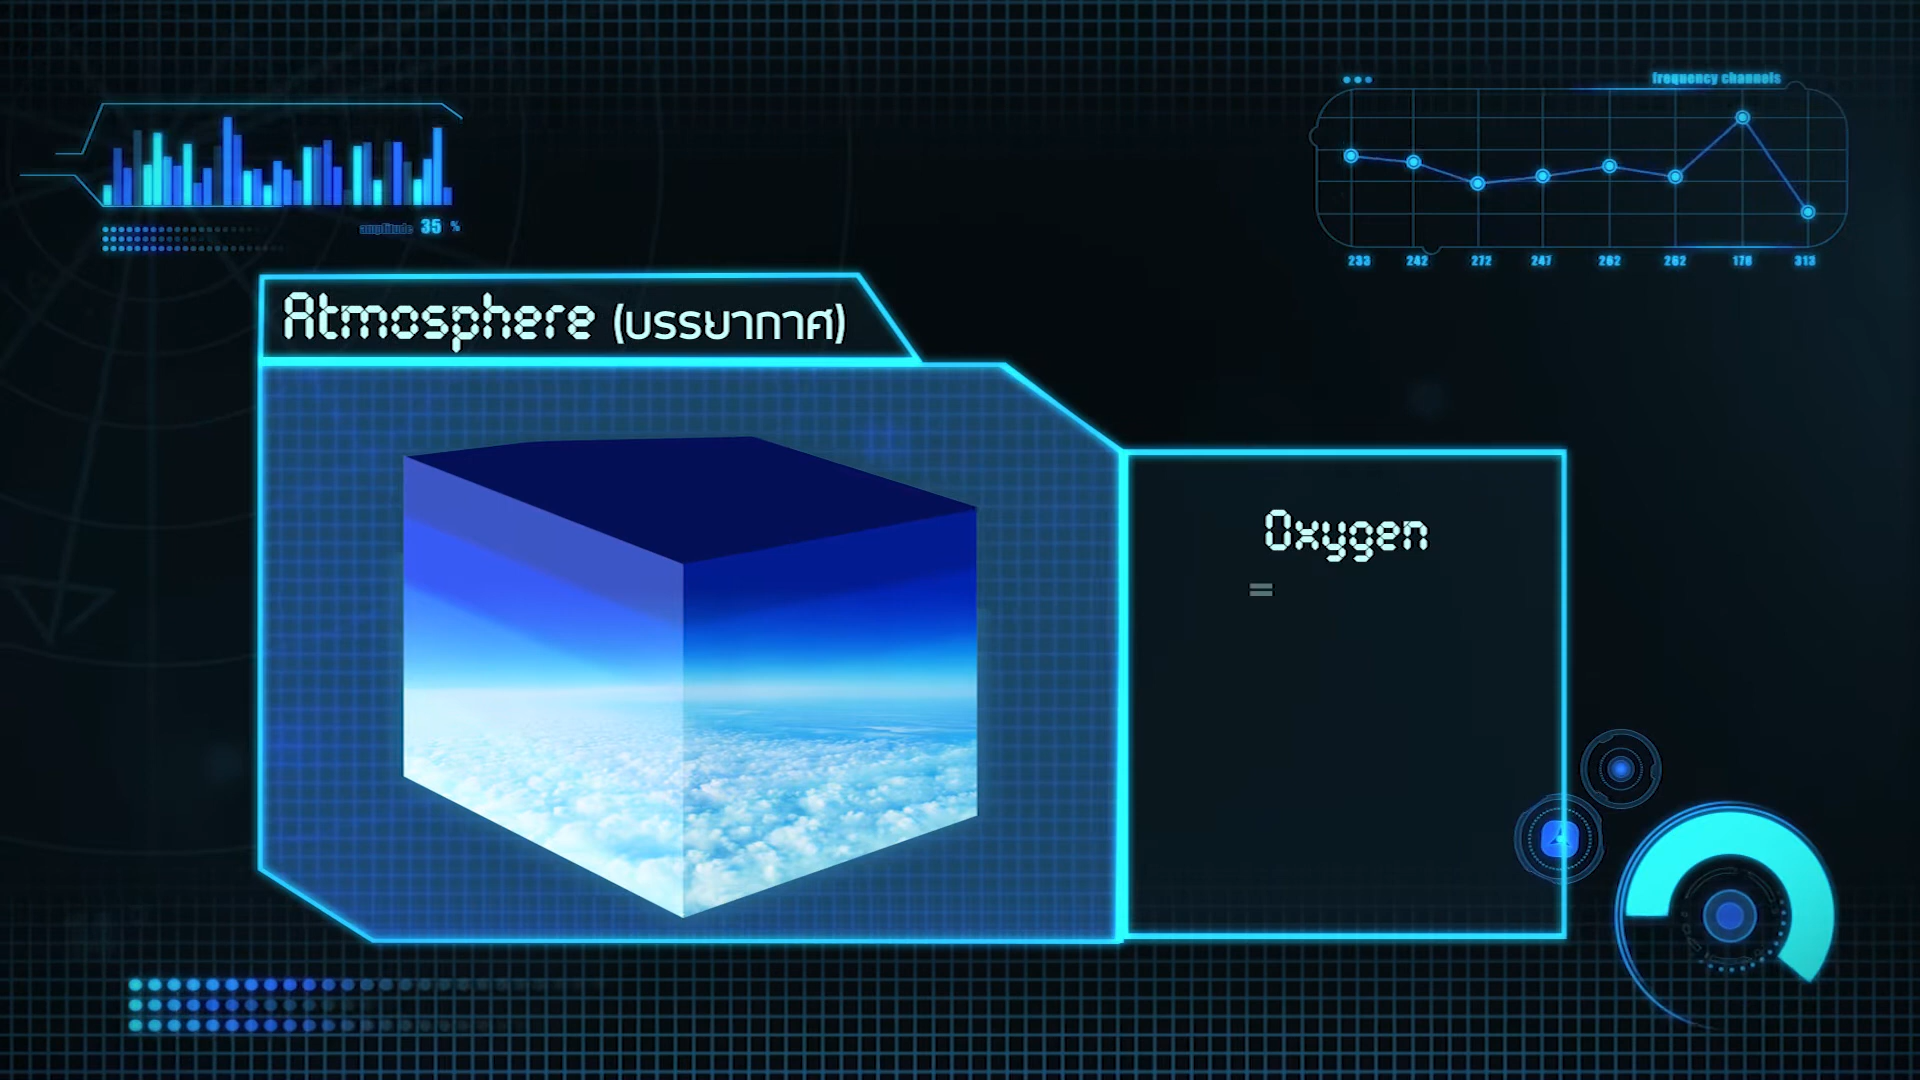 frequency channels
amplitude 35 %
233 242 272 247 262 262 178 313
Atmosphere (บรรยากาศ)
Oxygen
=